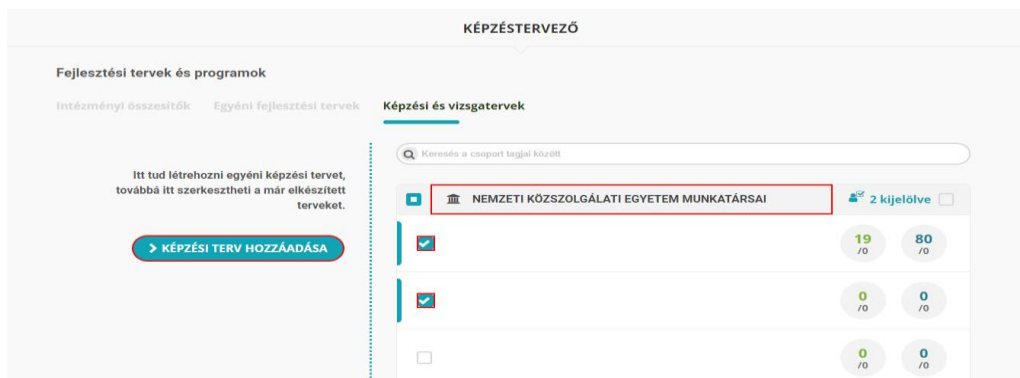 KÉPZÉSTERVEZŐ
Fejlesztési tervek és programok
Intézményi összesítők Egyéni fejlesztési tervek Képzési és vizsgatervek
Itt tud létrehozni egyéni képzési tervet,
továbbá itt szerkesztheti a már elkészített
terveket.
KÉPZÉSI TERV HOZZÁADÁSA
Keresés a csoport tagjai között
NEMZETI KÖZSZOLGÁLATI EGYETEM MUNKATÁRSAI 2 kijelölve
19 80
/0 /0
0 0
/0 /0
0 0
/0 /0